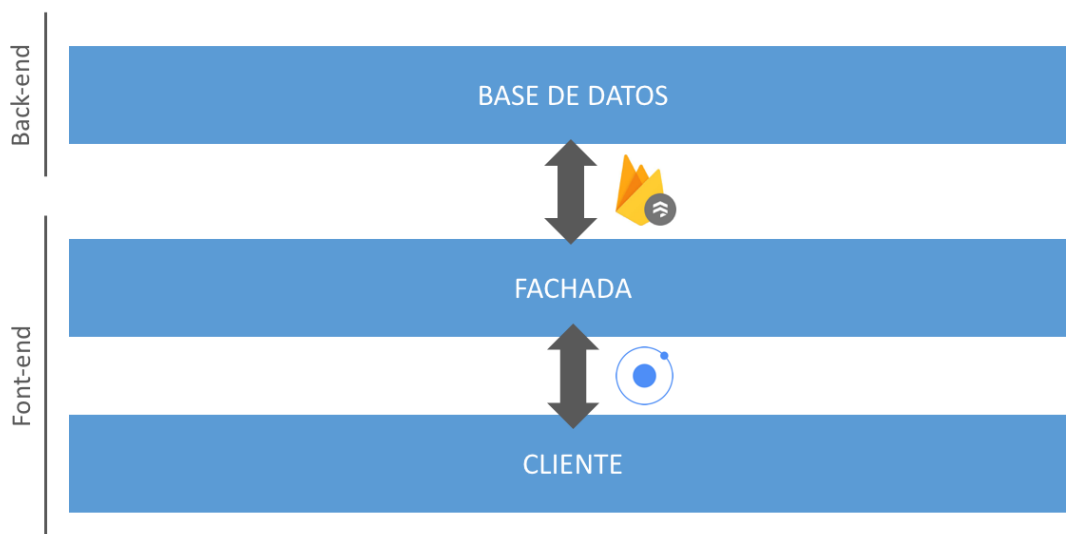 Back-end
BASE DE DATOS
FACHADA
Font-end
CLIENTE